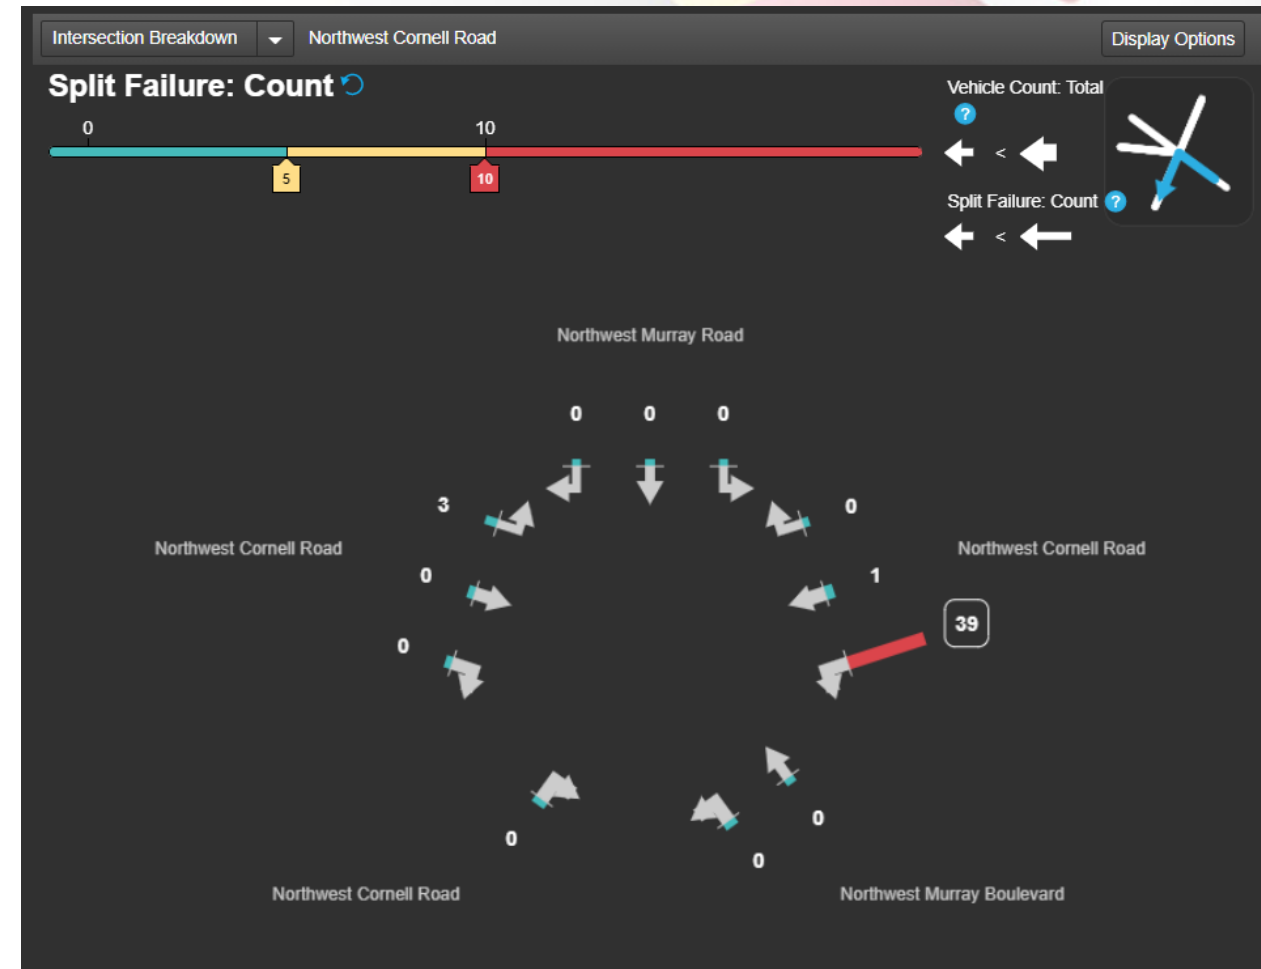 Intersection Breakdown
Northwest Cornell Road
Display Options
Split Failure: Count
Vehicle Count: Total
?
0
10
<
5
10
Split Failure: Count ?
<
Northwest Murray Road
0 0 0
3
0
Northwest Cornell Road
Northwest Cornell Road
0
1
39
0
0
0
0
Northwest Cornell Road
Northwest Murray Boulevard